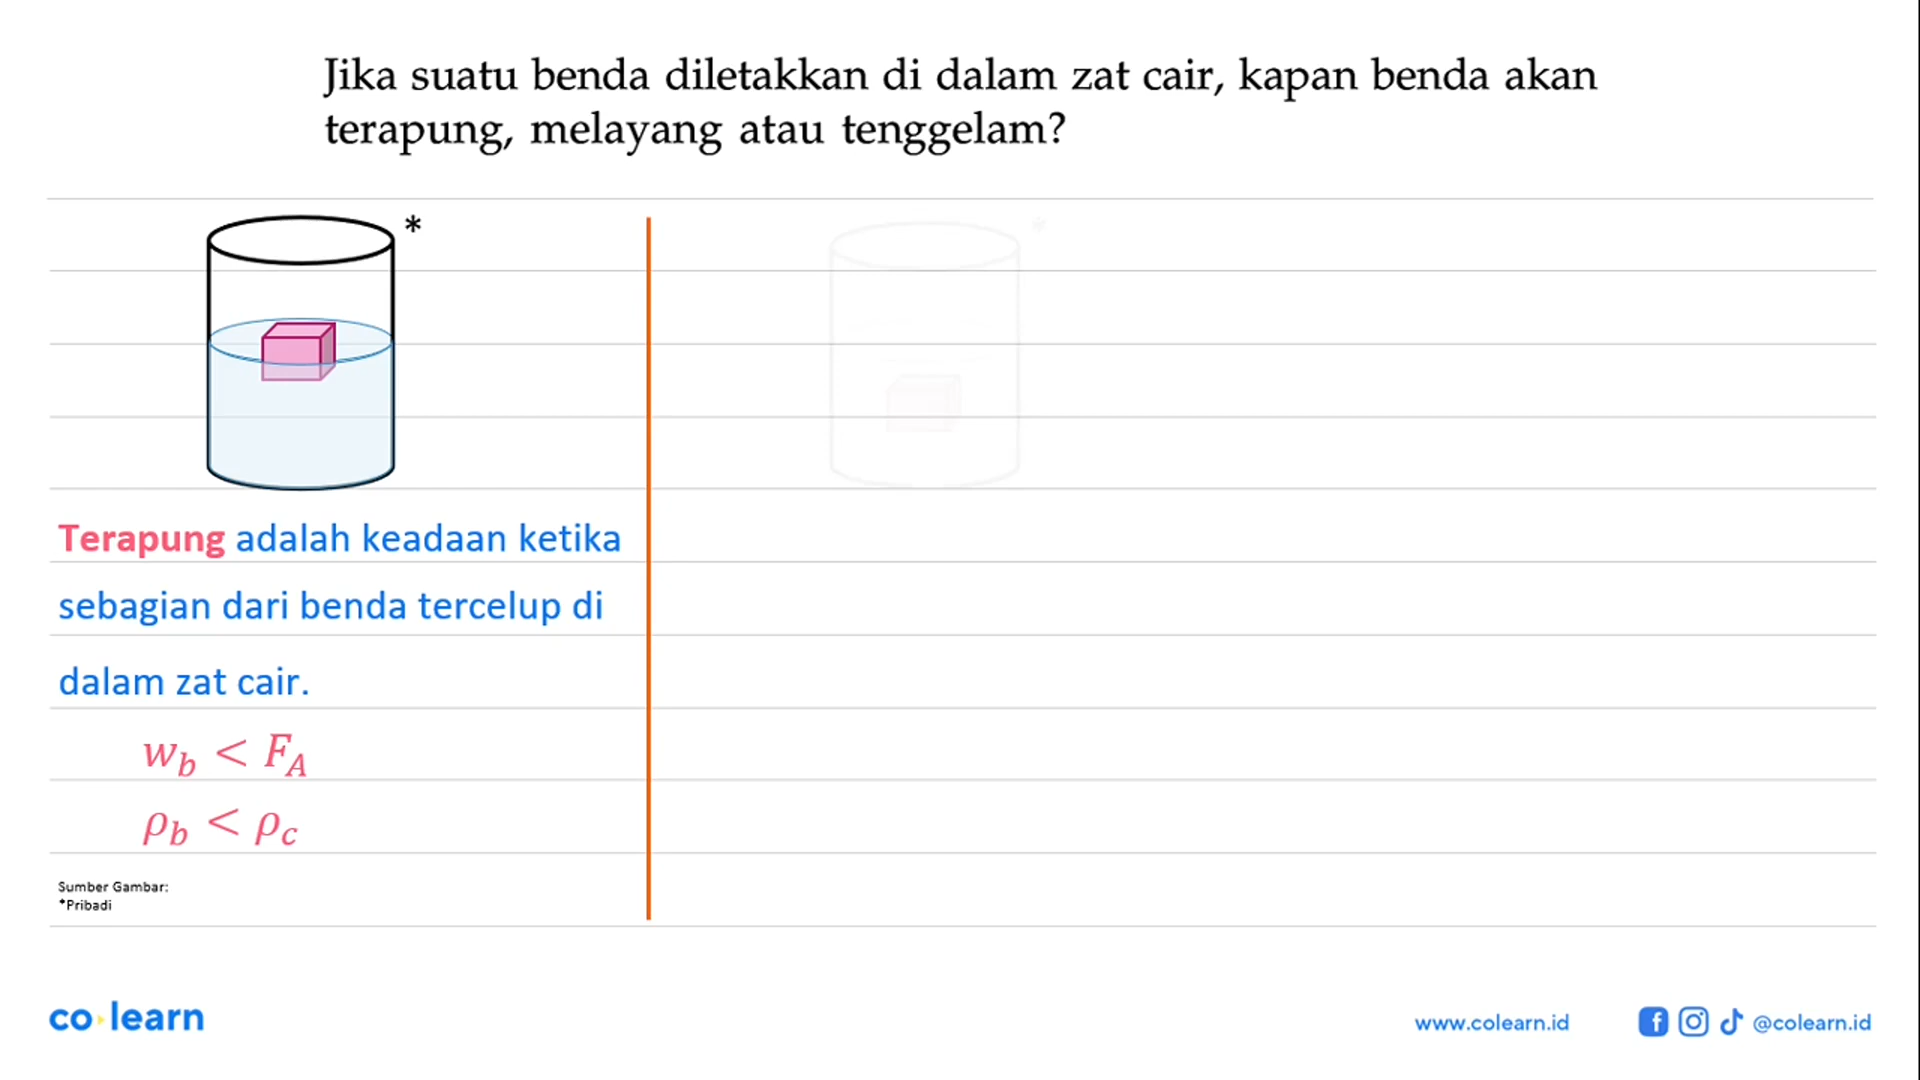 Jika suatu benda diletakkan di dalam zat cair, kapan benda akan
terapung, melayang atau tenggelam?
*
*
Terapung adalah keadaan ketika
sebagian dari benda tercelup di
dalam zat cair.
w_b < F_A
ρ_b < ρ_c
Sumber Gambar:
*Pribadi
co learn
www.colearn.id
@colearn.id